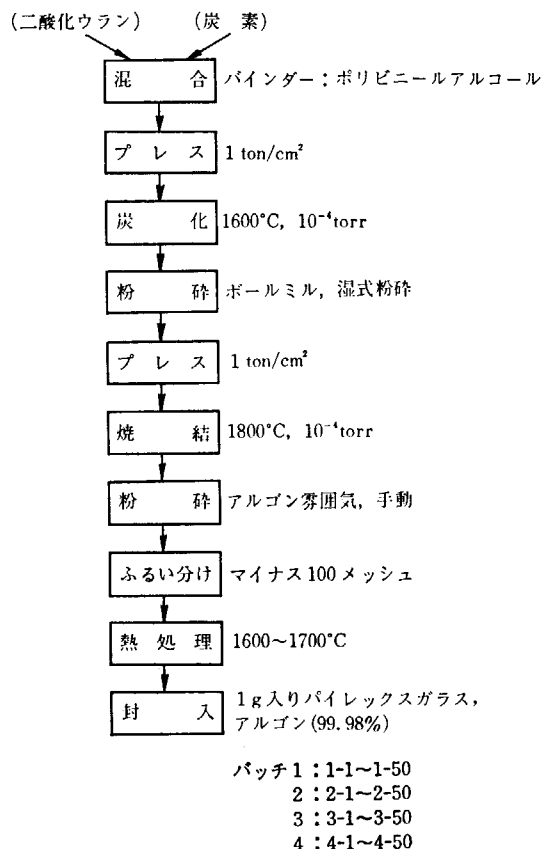 (二酸化ウラン) (炭 素)
混 合 バインダー：ポリビニールアルコール
プ レ ス 1 ton/cm²
炭 化 1600°C, 10⁻⁴torr
粉 砕 ボールミル, 湿式粉砕
プ レ ス 1 ton/cm²
焼 結 1800°C, 10⁻⁴torr
粉 砕 アルゴン雰囲気, 手動
ふるい分け マイナス100メッシュ
熱 処 理 1600～1700°C
封 入 1g入りパイレックスガラス,
アルゴン(99.98%)
バッチ1：1-1～1-50
2：2-1～2-50
3：3-1～3-50
4：4-1～4-50